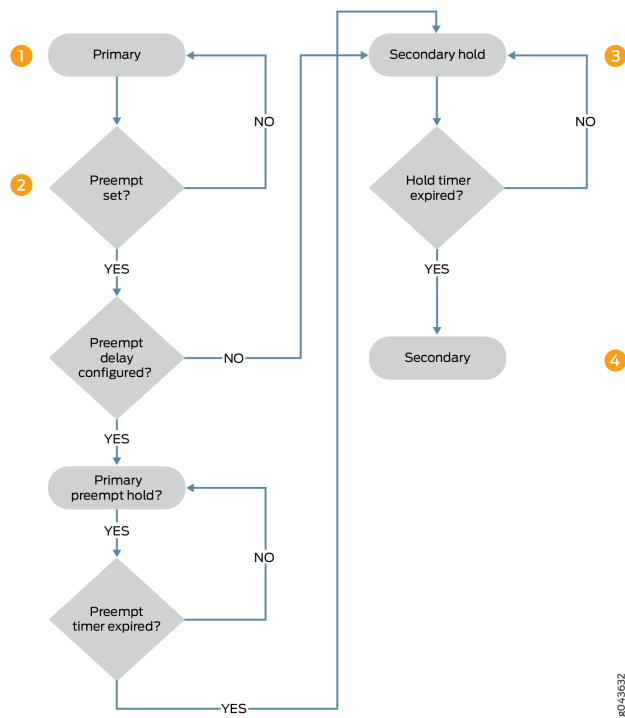 1
Primary
NO
2
Preempt
set?
YES
Preempt
delay
configured?
NO
YES
Primary
preempt hold?
YES
NO
Preempt
timer expired?
YES
Secondary hold
3
NO
Hold timer
expired?
YES
Secondary
4
g043632